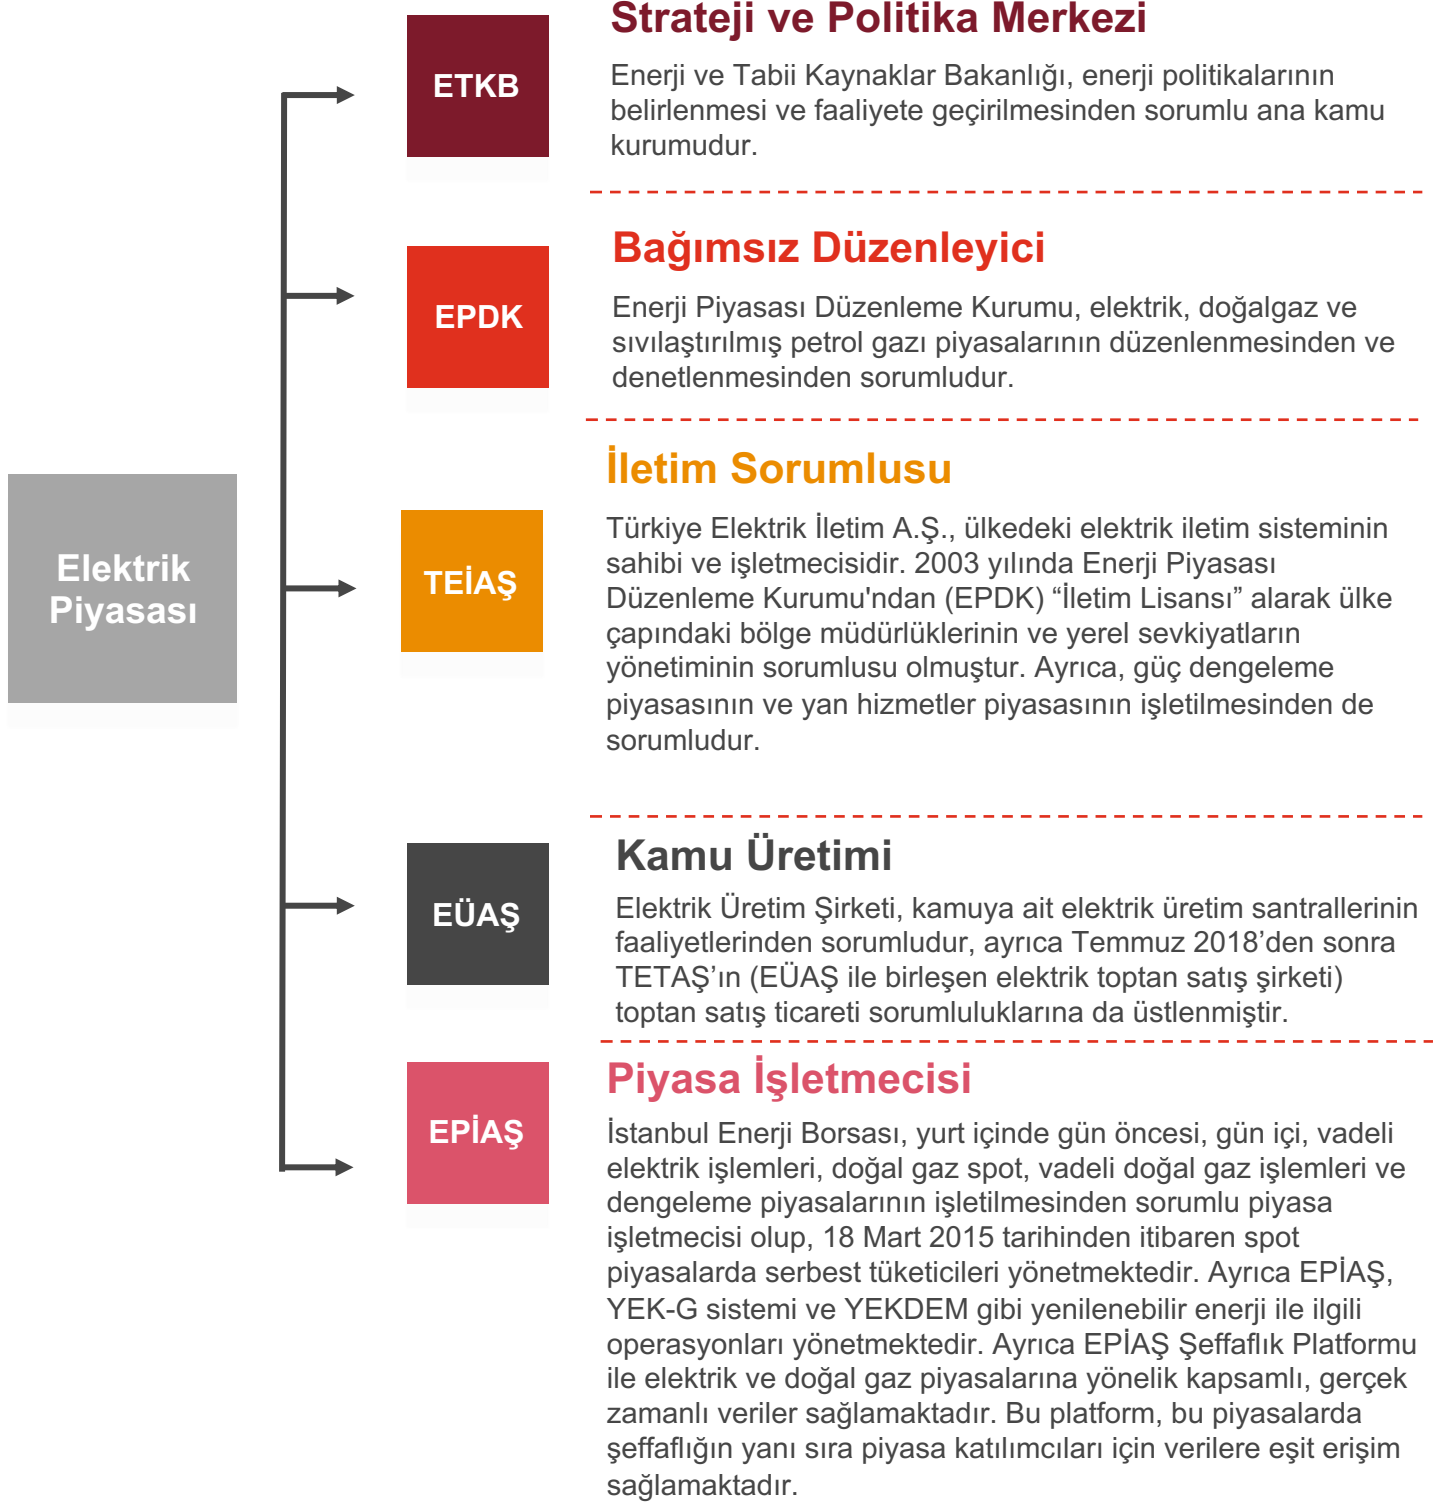 Strateji ve Politika Merkezi
ETKB
Enerji ve Tabii Kaynaklar Bakanlığı, enerji politikalarının
belirlenmesi ve faaliyete geçirilmesinden sorumlu ana kamu
kurumudur.
Bağımsız Düzenleyici
EPDK
Enerji Piyasası Düzenleme Kurumu, elektrik, doğalgaz ve
sıvılaştırılmış petrol gazı piyasalarının düzenlenmesinden ve
denetlenmesinden sorumludur.
İletim Sorumlusu
Elektrik
Piyasası
TEİAŞ
Türkiye Elektrik İletim A.Ş., ülkedeki elektrik iletim sisteminin
sahibi ve işletmecisidir. 2003 yılında Enerji Piyasası
Düzenleme Kurumu'ndan (EPDK) “İletim Lisansı” alarak ülke
çapındaki bölge müdürlüklerinin ve yerel sevkiyatların
yönetiminin sorumlusu olmuştur. Ayrıca, güç dengeleme
piyasasının ve yan hizmetler piyasasının işletilmesinden de
sorumludur.
Kamu Üretimi
EÜAŞ
Elektrik Üretim Şirketi, kamuya ait elektrik üretim santrallerinin
faaliyetlerinden sorumludur, ayrıca Temmuz 2018’den sonra
TETAŞ’ın (EÜAŞ ile birleşen elektrik toptan satış şirketi)
toptan satış ticareti sorumluluklarına da üstlenmiştir.
Piyasa İşletmecisi
EPİAŞ
İstanbul Enerji Borsası, yurt içinde gün öncesi, gün içi, vadeli
elektrik işlemleri, doğal gaz spot, vadeli doğal gaz işlemleri ve
dengeleme piyasalarının işletilmesinden sorumlu piyasa
işletmecisi olup, 18 Mart 2015 tarihinden itibaren spot
piyasalarda serbest tüketicileri yönetmektedir. Ayrıca EPİAŞ,
YEK-G sistemi ve YEKDEM gibi yenilenebilir enerji ile ilgili
operasyonları yönetmektedir. Ayrıca EPİAŞ Şeffaflık Platformu
ile elektrik ve doğal gaz piyasalarına yönelik kapsamlı, gerçek
zamanlı veriler sağlamaktadır. Bu platform, bu piyasalarda
şeffaflığın yanı sıra piyasa katılımcıları için verilere eşit erişim
sağlamaktadır.